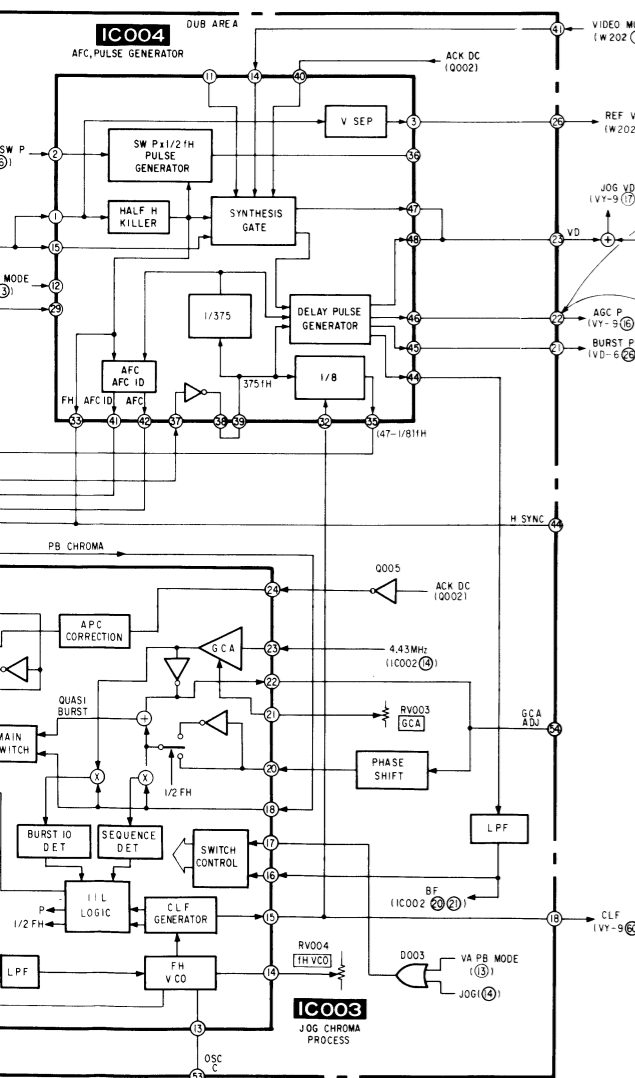 DUB AREA
IC004
AFC, PULSE GENERATOR
41
VIDEO
(W202
ACK DC
(Q002)
11
14
40
V SEP
3
26
REF V
(W202
SW P
2
SW P x 1/2 fH
PULSE
GENERATOR
36
JOG VD
(VY-9 17)
1
HALF H
KILLER
SYNTHESIS
GATE
47
48
23
VD
+
15
MODE
3)
12
29
1/375
DELAY PULSE
GENERATOR
46
22
AGC P
(VY-9 16)
45
21
BURST P
(VD-6 26
AFC
AFC ID
375fH
1/8
44
FH
AFC ID
AFC
33
41
42
37
38
39
32
35
(47-1/8)fH
H SYNC
44
PB CHROMA
Q005
24
ACK DC
(Q002)
APC
CORRECTION
GCA
23
4.43MHz
(IC002 14)
22
QUASI
BURST
21
RV003
GCA
GCA
ADJ
54
+
MAIN
SWITCH
20
PHASE
SHIFT
X
X
1/2 FH
18
LPF
BURST ID
DET
SEQUENCE
DET
SWITCH
CONTROL
17
16
BF
(IC002 20 21)
IIL
LOGIC
CLF
GENERATOR
15
18
CLF
(VY-9 60
P
1/2 FH
RV004
fH VCO
D003
VA PB MODE
(13)
JOG(14)
LPF
FH
VCO
14
IC003
JOG CHROMA
PROCESS
13
OSC
C
53